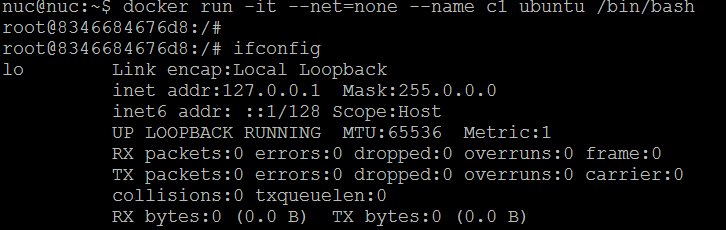 nuc@nuc:~$ docker run -it --net=none --name c1 ubuntu /bin/bash
root@8346684676d8:/#
root@8346684676d8:/# ifconfig
lo        Link encap:Local Loopback
          inet addr:127.0.0.1  Mask:255.0.0.0
          inet6 addr: ::1/128 Scope:Host
          UP LOOPBACK RUNNING  MTU:65536  Metric:1
          RX packets:0 errors:0 dropped:0 overruns:0 frame:0
          TX packets:0 errors:0 dropped:0 overruns:0 carrier:0
          collisions:0 txqueuelen:0
          RX bytes:0 (0.0 B)  TX bytes:0 (0.0 B)